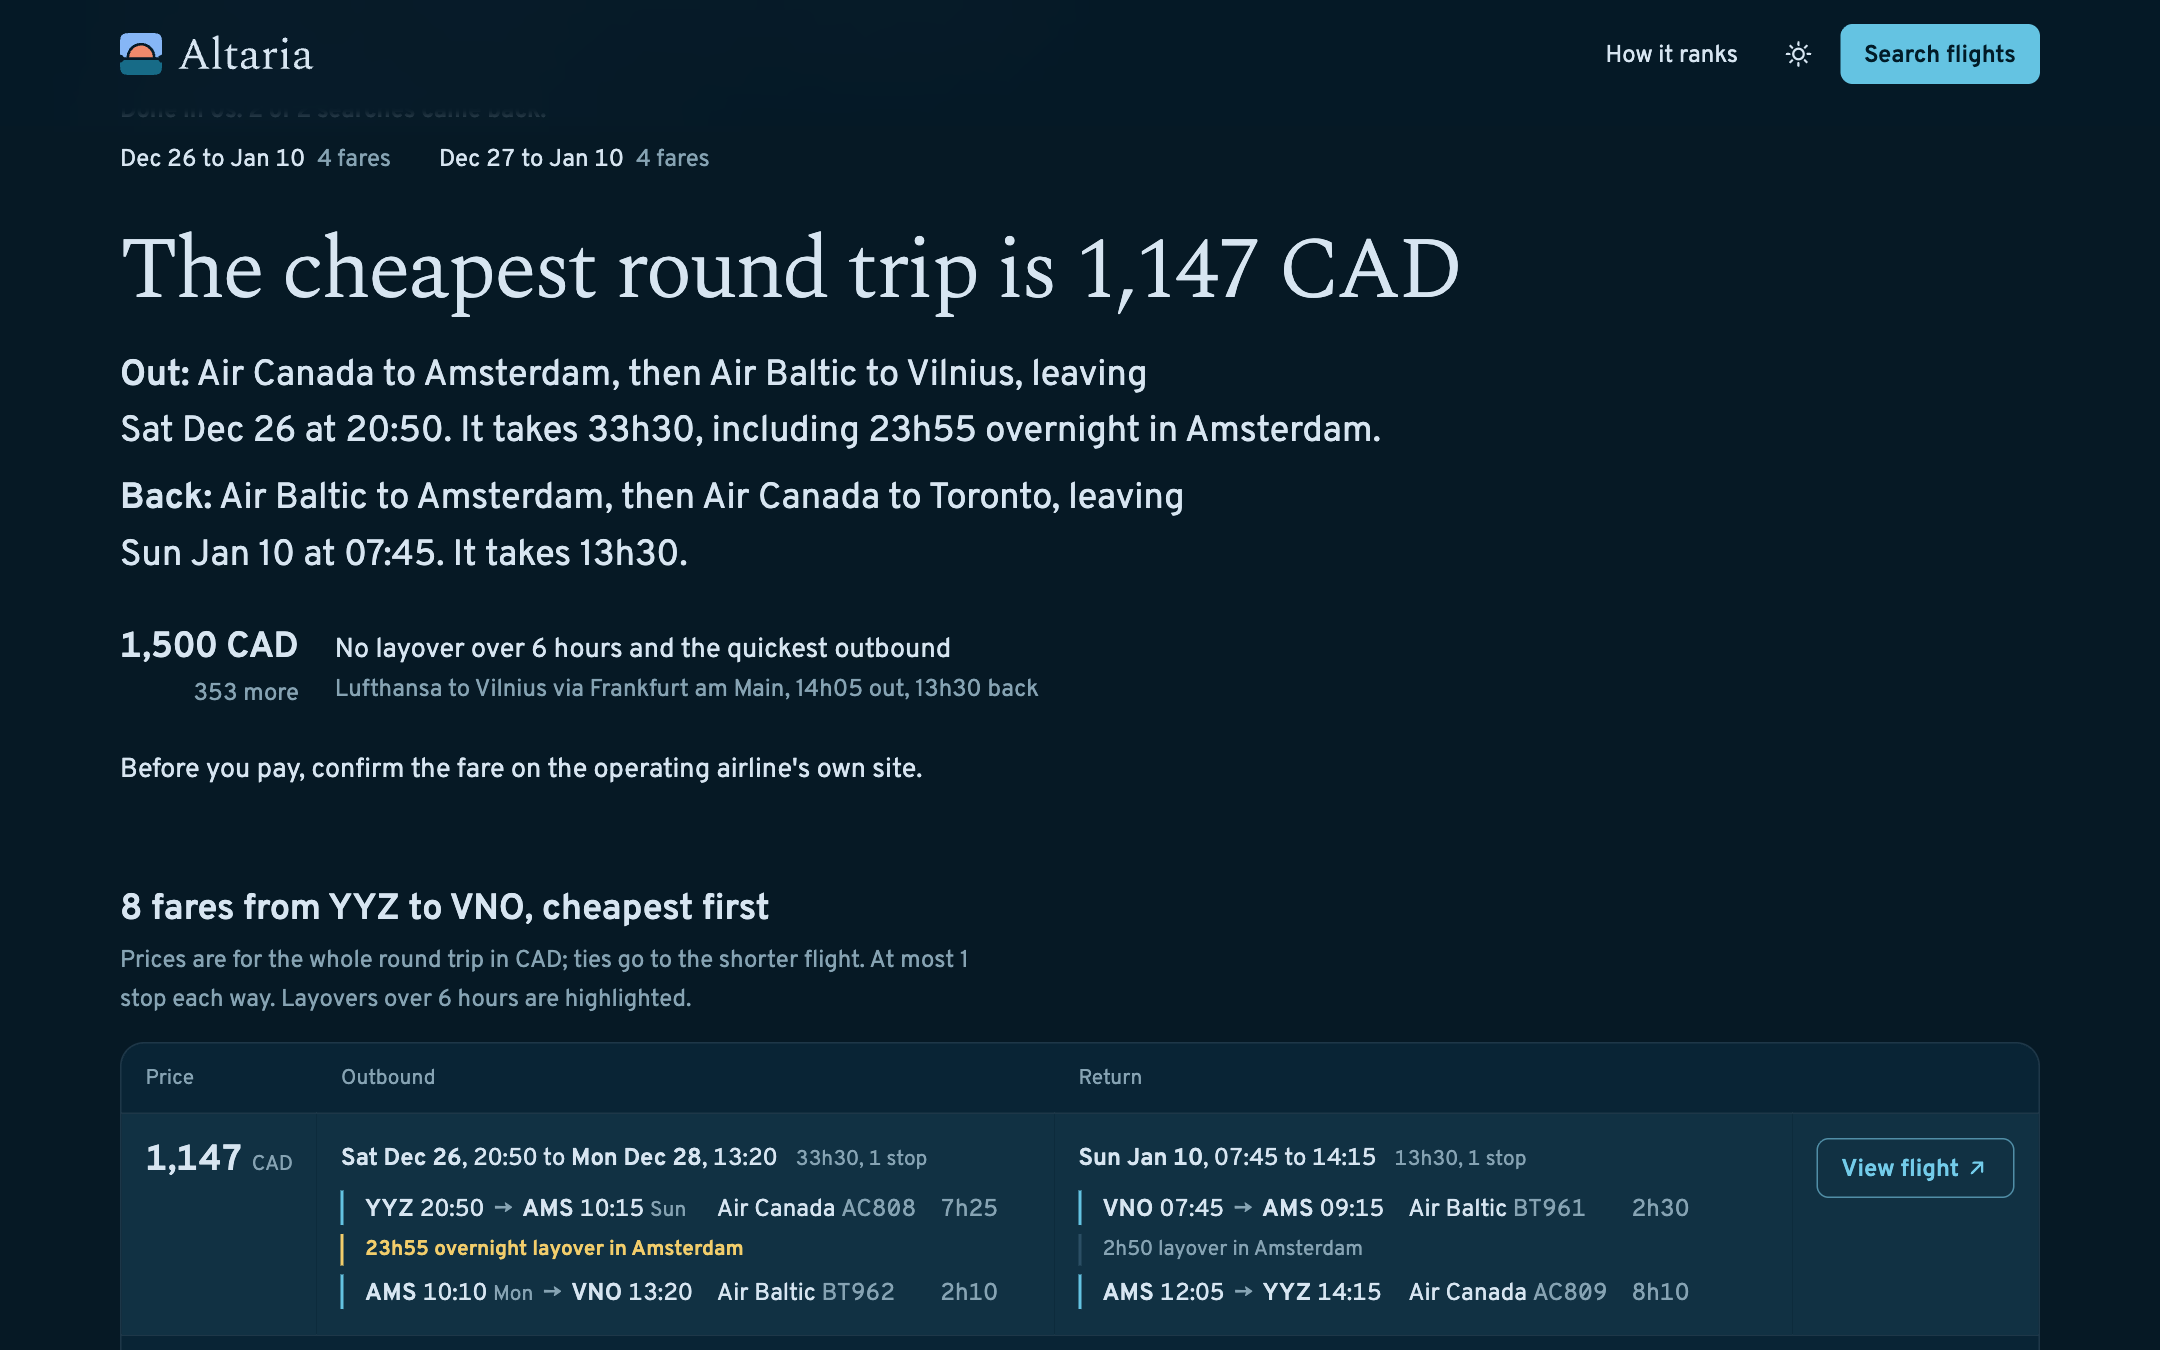 Altaria
How it ranks
Search flights
Dec 26 to Jan 10 4 fares
Dec 27 to Jan 10 4 fares
The cheapest round trip is 1,147 CAD
Out: Air Canada to Amsterdam, then Air Baltic to Vilnius, leaving
Sat Dec 26 at 20:50. It takes 33h30, including 23h55 overnight in Amsterdam.
Back: Air Baltic to Amsterdam, then Air Canada to Toronto, leaving
Sun Jan 10 at 07:45. It takes 13h30.
1,500 CAD
353 more
No layover over 6 hours and the quickest outbound
Lufthansa to Vilnius via Frankfurt am Main, 14h05 out, 13h30 back
Before you pay, confirm the fare on the operating airline's own site.
8 fares from YYZ to VNO, cheapest first
Prices are for the whole round trip in CAD; ties go to the shorter flight. At most 1
stop each way. Layovers over 6 hours are highlighted.
Price
Outbound
Return
1,147 CAD
Sat Dec 26, 20:50 to Mon Dec 28, 13:20 33h30, 1 stop
YYZ 20:50 → AMS 10:15 Sun Air Canada AC808 7h25
23h55 overnight layover in Amsterdam
AMS 10:10 Mon → VNO 13:20 Air Baltic BT962 2h10
Sun Jan 10, 07:45 to 14:15 13h30, 1 stop
VNO 07:45 → AMS 09:15 Air Baltic BT961 2h30
2h50 layover in Amsterdam
AMS 12:05 → YYZ 14:15 Air Canada AC809 8h10
View flight ↗